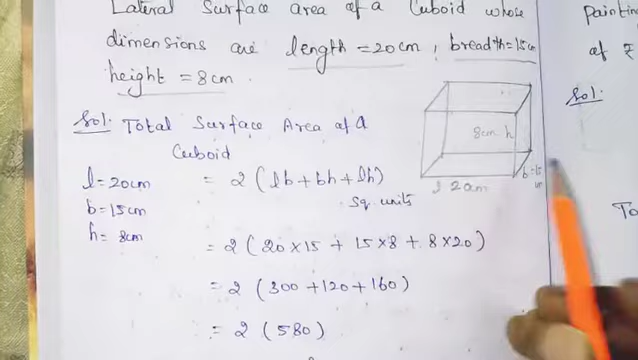 Lateral Surface area of a Cuboid whose
dimensions are length = 20cm, breadth = 15cm
height = 8cm.
Sol: Total Surface Area of a
Cuboid
l = 20cm
b = 15cm
h = 8cm
= 2 (lb + bh + lh)
sq. units
= 2 (20 × 15 + 15 × 8 + 8 × 20)
= 2 (300 + 120 + 160)
= 2 (580)
8cm h
l 20cm
b = 15
painting
of ₹
Sol:
To